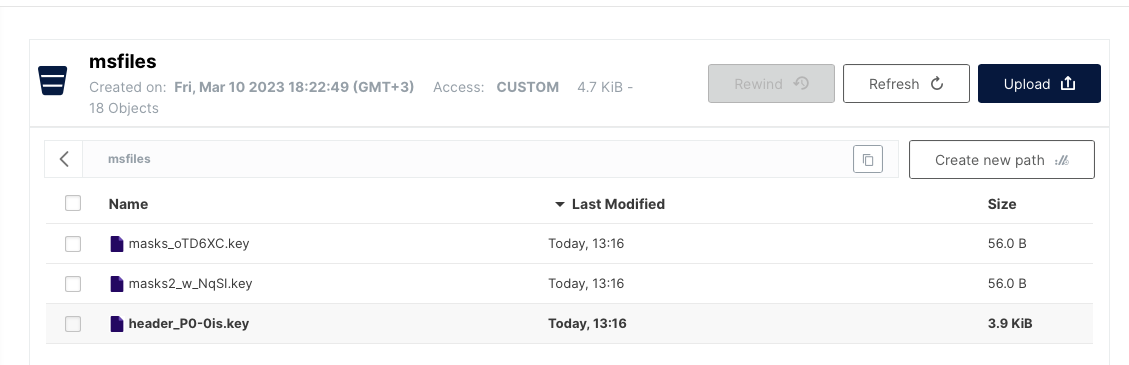 msfiles
Created on: Fri, Mar 10 2023 18:22:49 (GMT+3) Access: CUSTOM 4.7 KiB -
18 Objects
Rewind
Refresh
Upload
msfiles
Create new path
Name Last Modified Size
masks_oTD6XC.key Today, 13:16 56.0 B
masks2_w_NqSI.key Today, 13:16 56.0 B
header_P0-0is.key Today, 13:16 3.9 KiB